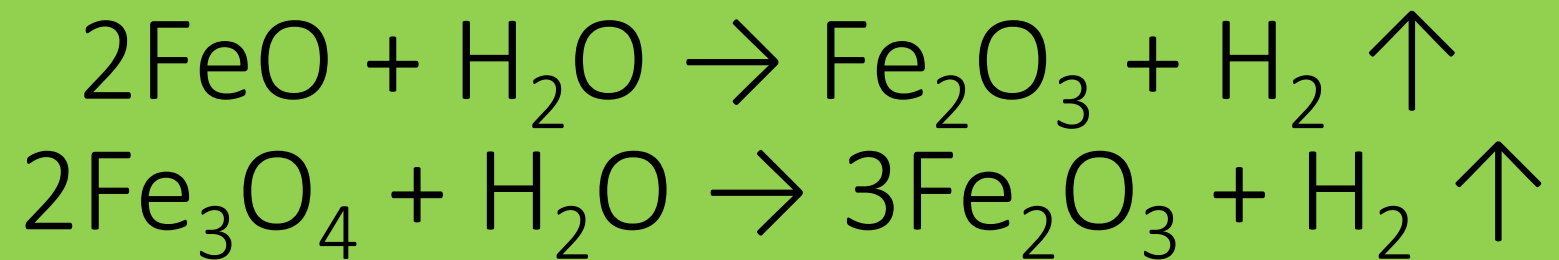 2FeO + H₂O → Fe₂O₃ + H₂ ↑
2Fe₃O₄ + H₂O → 3Fe₂O₃ + H₂ ↑